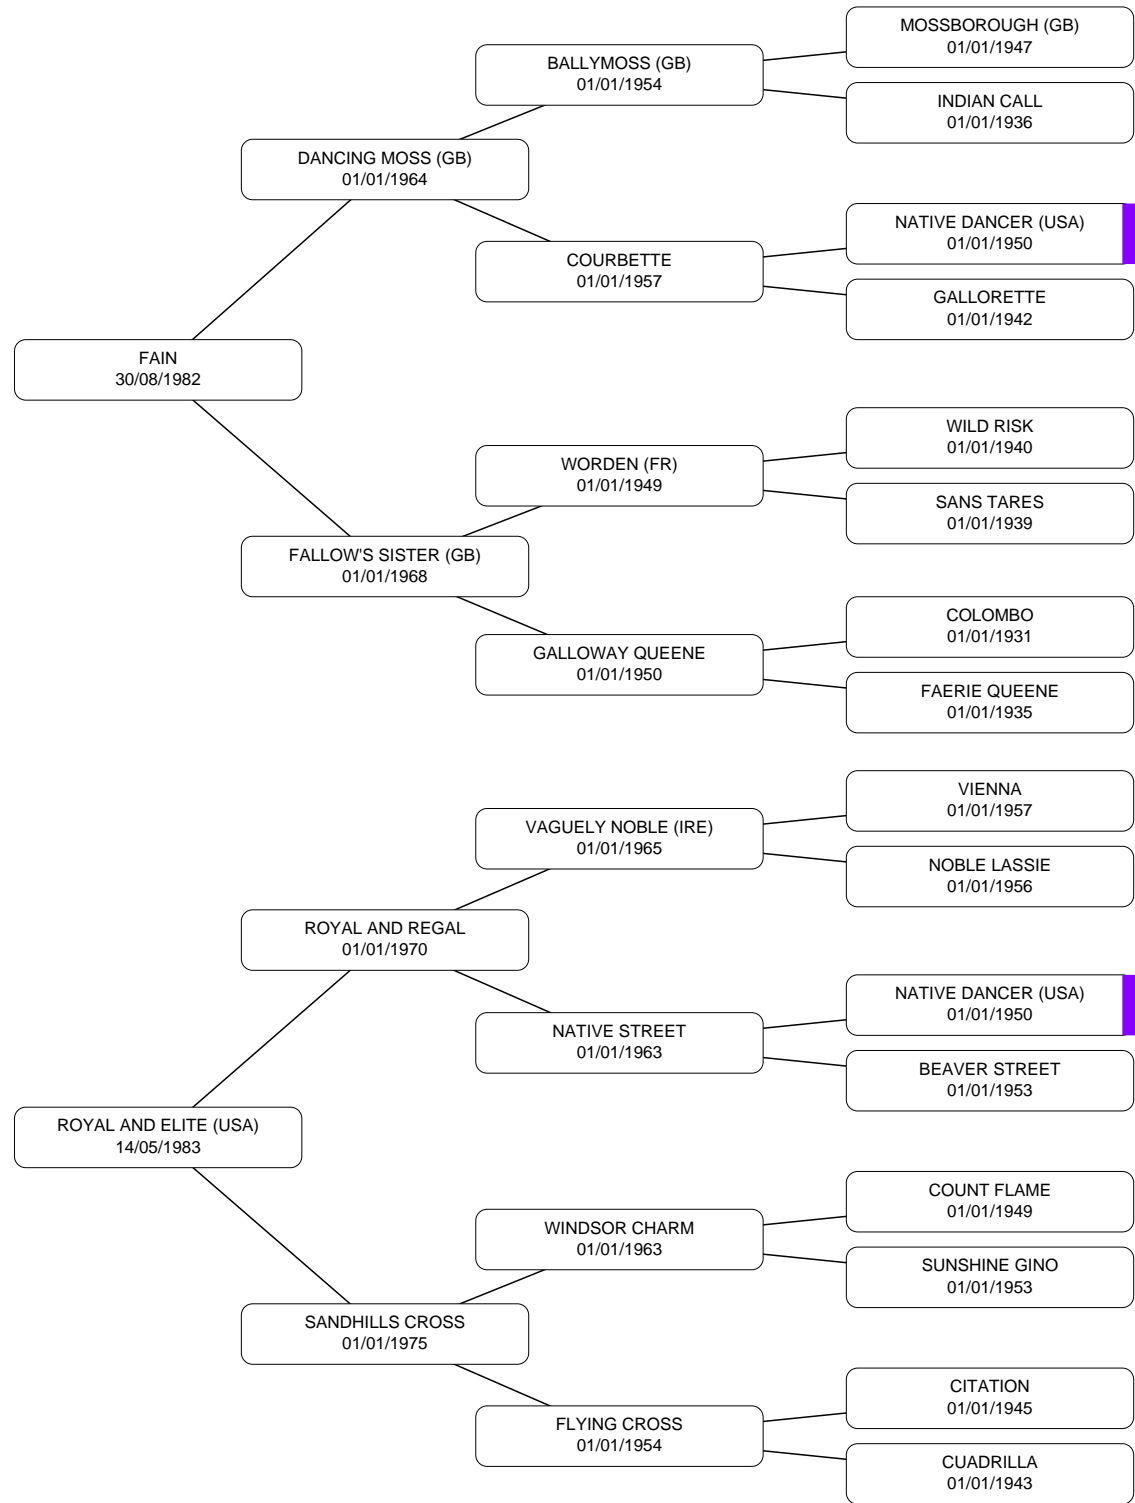 MOSSBOROUGH (GB)
01/01/1947
BALLYMOSS (GB)
01/01/1954
INDIAN CALL
01/01/1936
DANCING MOSS (GB)
01/01/1964
NATIVE DANCER (USA)
01/01/1950
COURBETTE
01/01/1957
GALLORETTE
01/01/1942
FAIN
30/08/1982
WILD RISK
01/01/1940
WORDEN (FR)
01/01/1949
SANS TARES
01/01/1939
FALLOW'S SISTER (GB)
01/01/1968
COLOMBO
01/01/1931
GALLOWAY QUEENE
01/01/1950
FAERIE QUEENE
01/01/1935
VIENNA
01/01/1957
VAGUELY NOBLE (IRE)
01/01/1965
NOBLE LASSIE
01/01/1956
ROYAL AND REGAL
01/01/1970
NATIVE DANCER (USA)
01/01/1950
NATIVE STREET
01/01/1963
BEAVER STREET
01/01/1953
ROYAL AND ELITE (USA)
14/05/1983
COUNT FLAME
01/01/1949
WINDSOR CHARM
01/01/1963
SUNSHINE GINO
01/01/1953
SANDHILLS CROSS
01/01/1975
CITATION
01/01/1945
FLYING CROSS
01/01/1954
CUADRILLA
01/01/1943